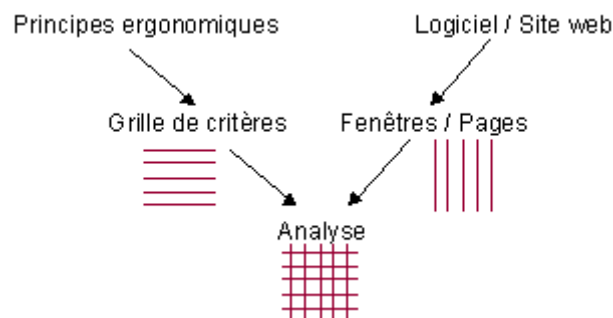 Principes ergonomiques
Logiciel / Site web
Grille de critères
Fenêtres / Pages
Analyse